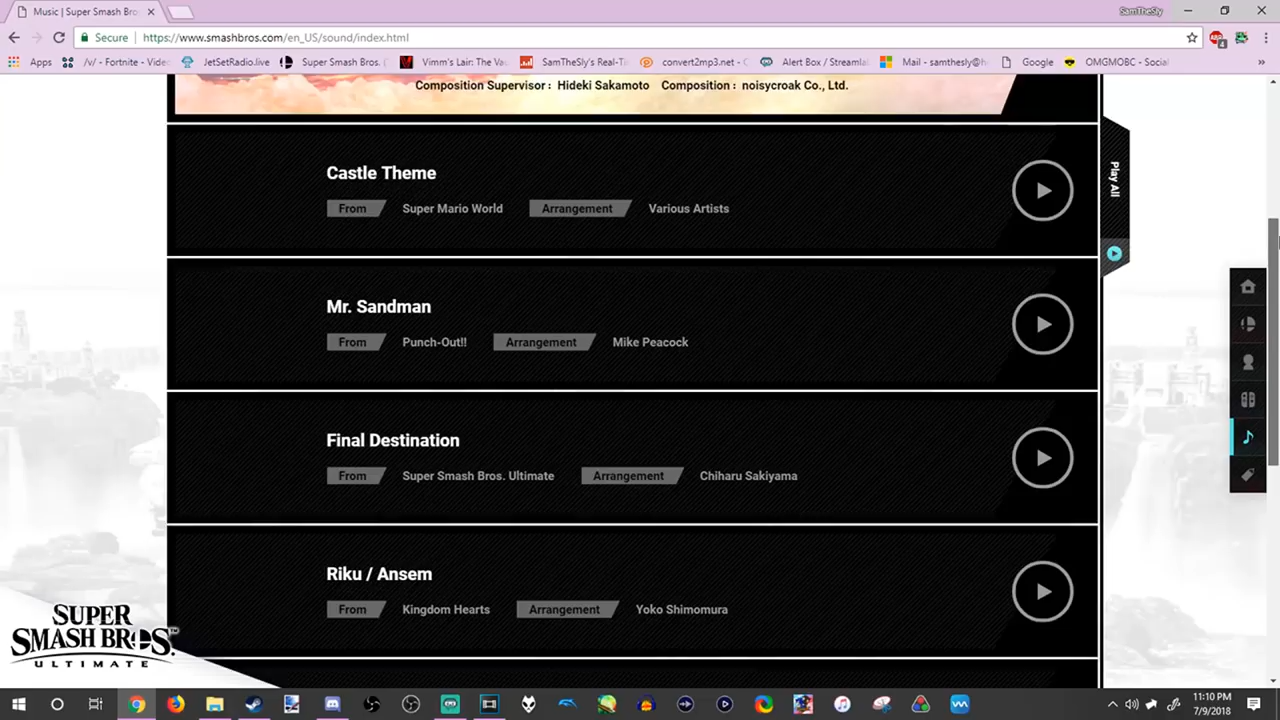 Music | Super Smash Bro
SamTheSly
Secure
https://www.smashbros.com/en_US/sound/index.html
4
Apps
/v/ - Fortnite - Vide
JetSetRadio.live
Super Smash Bros. (
Vimm's Lair: The Va
SamTheSly's Real-Ti
convert2mp3.net - C
Alert Box / Streamla
Mail - samthesly@h
Google
OMGMOBC - Social
»
Composition Supervisor : Hideki Sakamoto Composition : noisycroak Co., Ltd.
Castle Theme
From Super Mario World Arrangement Various Artists
Play All
Mr. Sandman
From Punch-Out!! Arrangement Mike Peacock
Final Destination
From Super Smash Bros. Ultimate Arrangement Chiharu Sakiyama
Riku / Ansem
From Kingdom Hearts Arrangement Yoko Shimomura
SUPER
SMASH BROS.™
ULTIMATE
11:10 PM
7/9/2018